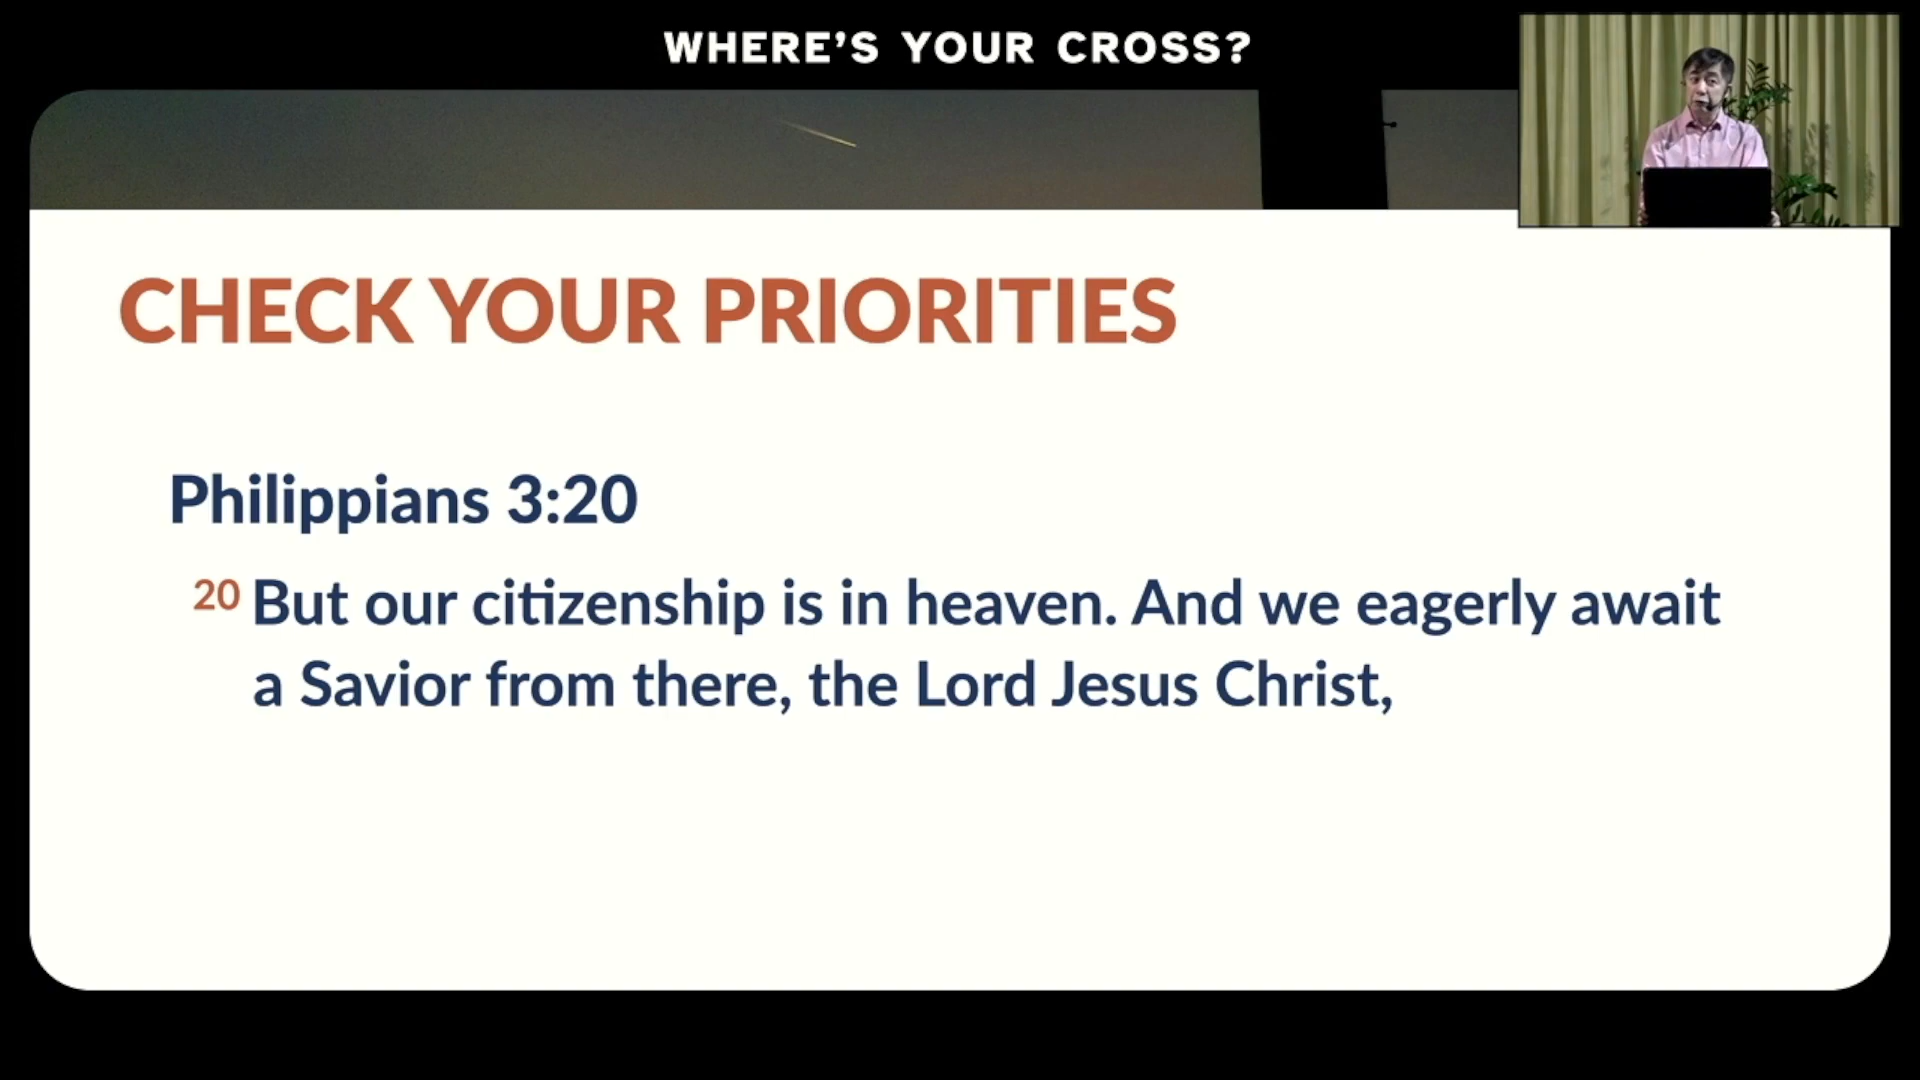 WHERE'S YOUR CROSS?
CHECK YOUR PRIORITIES
Philippians 3:20
20 But our citizenship is in heaven. And we eagerly await
a Savior from there, the Lord Jesus Christ,